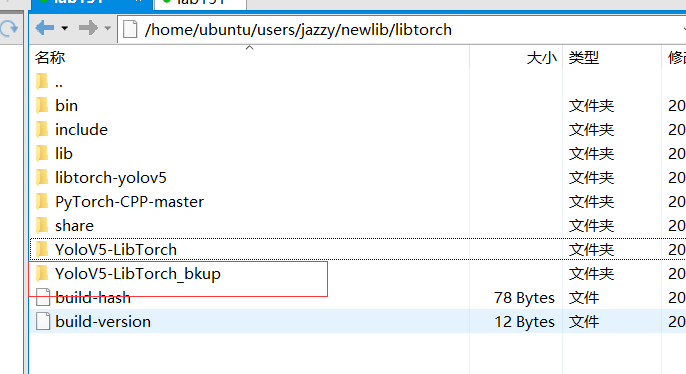 /home/ubuntu/users/jazzy/newlib/libtorch
名称 大小 类型
..
bin 文件夹 20
include 文件夹 20
lib 文件夹 20
libtorch-yolov5 文件夹 20
PyTorch-CPP-master 文件夹 20
share 文件夹 20
YoloV5-LibTorch 文件夹 20
YoloV5-LibTorch_bkup 文件夹 20
build-hash 78 Bytes 文件 20
build-version 12 Bytes 文件 20